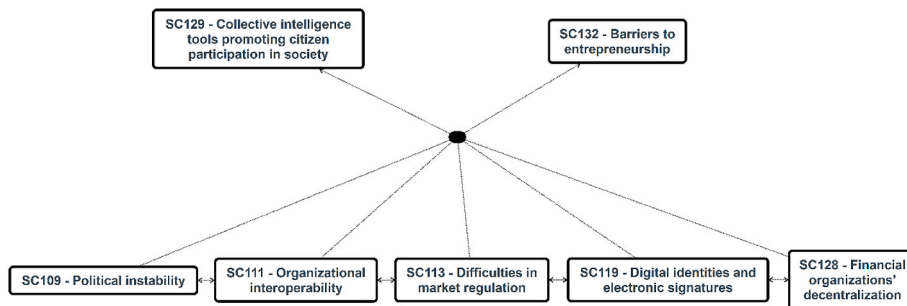 SC129 - Collective intelligence
tools promoting citizen
participation in society
SC132 - Barriers to
entrepreneurship
SC109 - Political instability
SC111 - Organizational
interoperability
SC113 - Difficulties in
market regulation
SC119 - Digital identities and
electronic signatures
SC128 - Financial
organizations'
decentralization